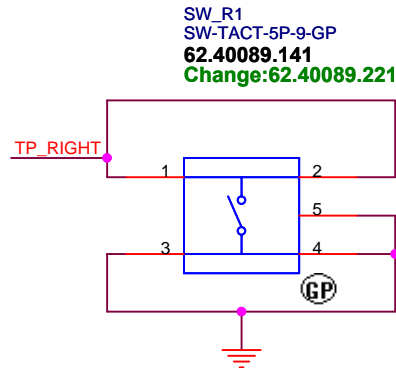 SW_R1
SW-TACT-5P-9-GP
62.40089.141
Change:62.40089.221
TP_RIGHT
1
2
5
3
4
GP